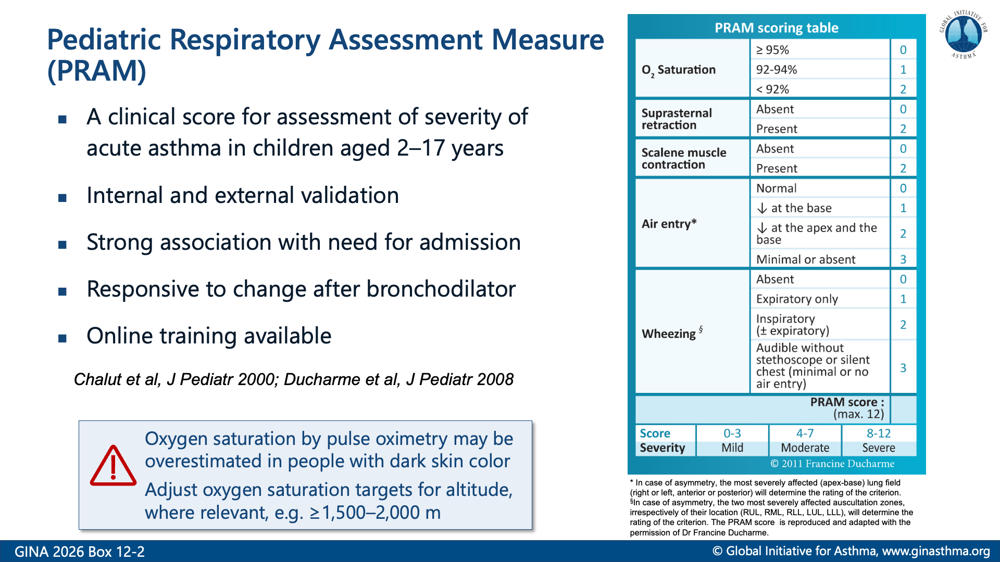 Pediatric Respiratory Assessment Measure
(PRAM)
A clinical score for assessment of severity of
acute asthma in children aged 2–17 years
Internal and external validation
Strong association with need for admission
Responsive to change after bronchodilator
Online training available
Chalut et al, J Pediatr 2000; Ducharme et al, J Pediatr 2008
Oxygen saturation by pulse oximetry may be
overestimated in people with dark skin color
Adjust oxygen saturation targets for altitude,
where relevant, e.g. ≥1,500–2,000 m
PRAM scoring table
O₂ Saturation
≥ 95% 0
92-94% 1
< 92% 2
Suprasternal
retraction
Absent 0
Present 2
Scalene muscle
contraction
Absent 0
Present 2
Air entry*
Normal 0
↓ at the base 1
↓ at the apex and the
base 2
Minimal or absent 3
Wheezing §
Absent 0
Expiratory only 1
Inspiratory
(± expiratory) 2
Audible without
stethoscope or silent
chest (minimal or no
air entry) 3
PRAM score :
(max. 12)
Score 0-3 4-7 8-12
Severity Mild Moderate Severe
© 2011 Francine Ducharme
* In case of asymmetry, the most severely affected (apex-base) lung field
(right or left, anterior or posterior) will determine the rating of the criterion.
§In case of asymmetry, the two most severely affected auscultation zones,
irrespectively of their location (RUL, RML, RLL, LUL, LLL), will determine the
rating of the criterion. The PRAM score is reproduced and adapted with the
permission of Dr Francine Ducharme.
GLOBAL INITIATIVE FOR
ASTHMA
GINA 2026 Box 12-2
© Global Initiative for Asthma, www.ginasthma.org